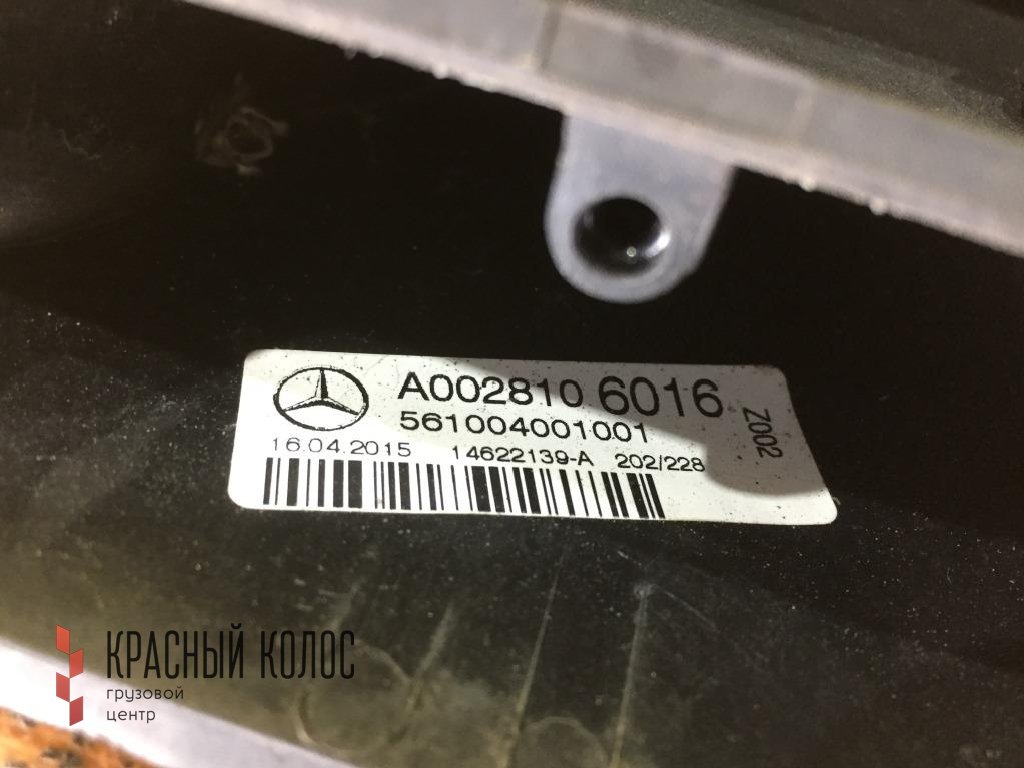 A002810 6016
561004001001
16.04.2015 14622139-A 202/228
Z002
КРАСНЫЙ КОЛОС
грузовой
центр